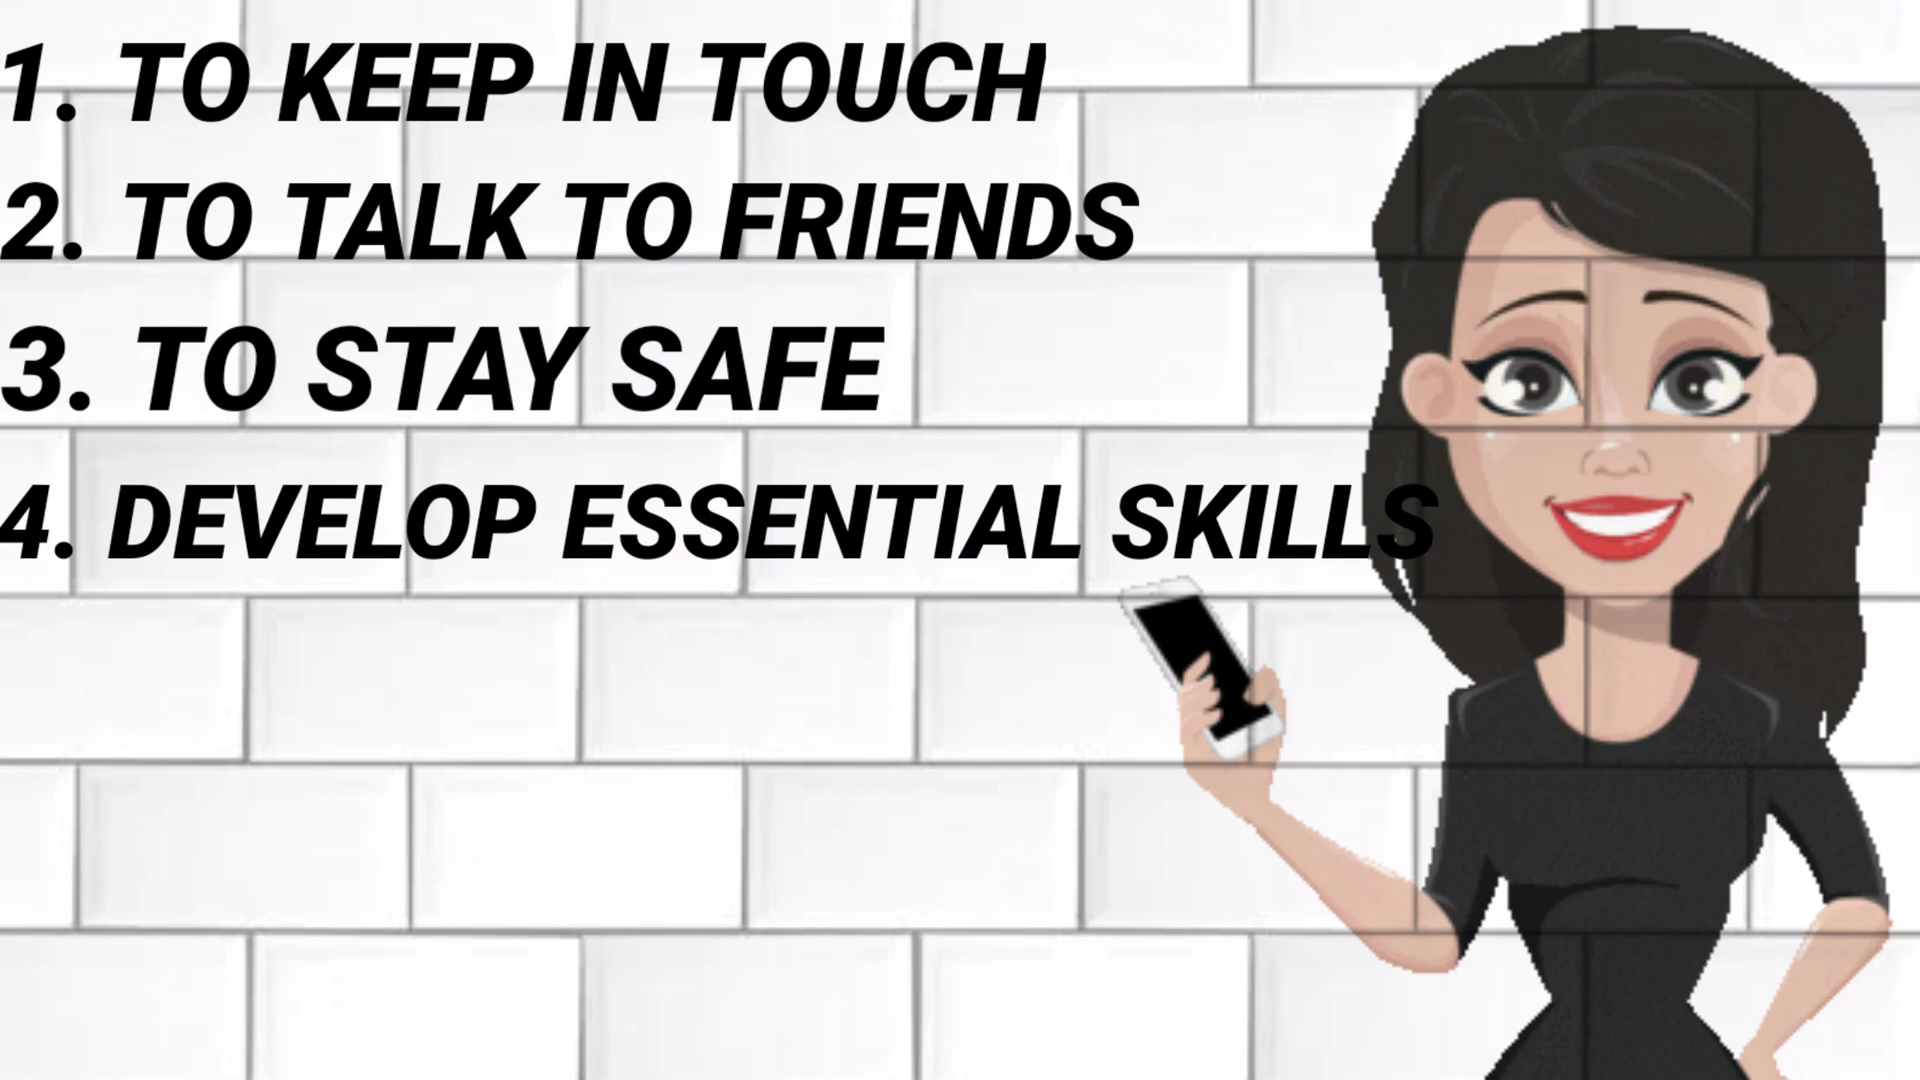 1. TO KEEP IN TOUCH
2. TO TALK TO FRIENDS
3. TO STAY SAFE
4. DEVELOP ESSENTIAL SKILLS